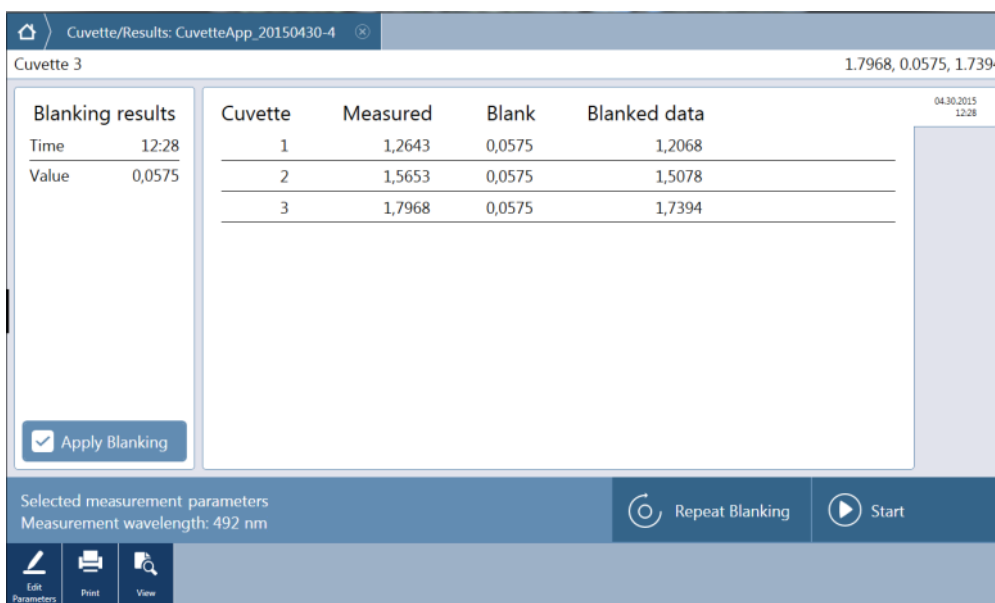 Cuvette/Results: CuvetteApp_20150430-4
Cuvette 3 1.7968, 0.0575, 1.7394
Blanking results
Time 12:28
Value 0,0575
Apply Blanking
Cuvette Measured Blank Blanked data
1 1,2643 0,0575 1,2068
2 1,5653 0,0575 1,5078
3 1,7968 0,0575 1,7394
04.30.2015
12:28
Selected measurement parameters
Measurement wavelength: 492 nm
Repeat Blanking
Start
Edit
Parameters
Print
View